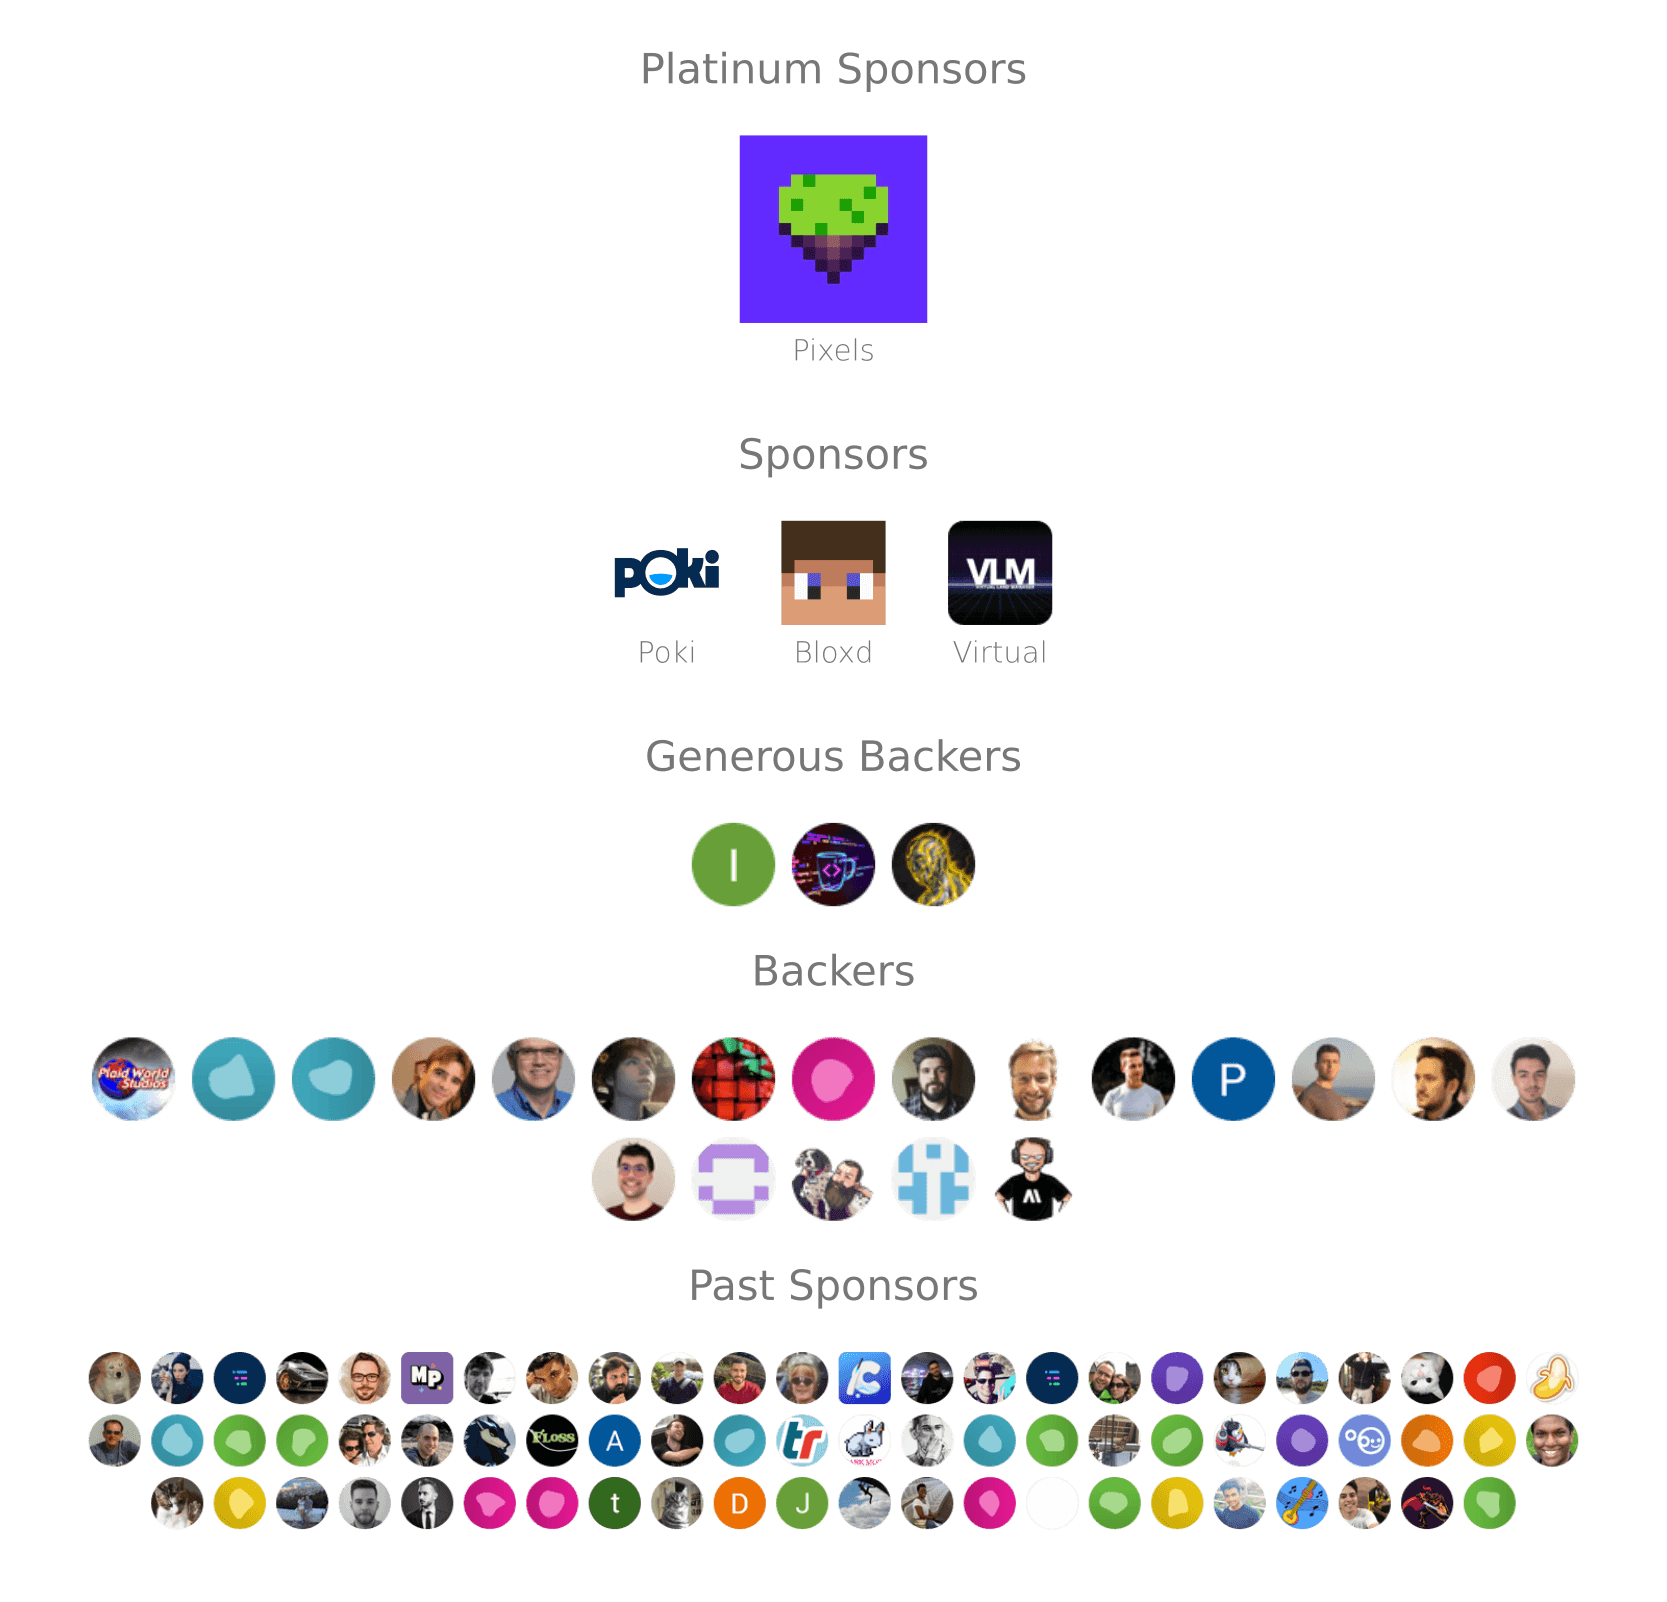 Platinum Sponsors
Pixels
Sponsors
poki
VLM
Poki
Bloxd
Virtual
Generous Backers
I
<>
Backers
Plaid World
Studios
P
Past Sponsors
MP
C
FLOSS
A
tr
t
D
J